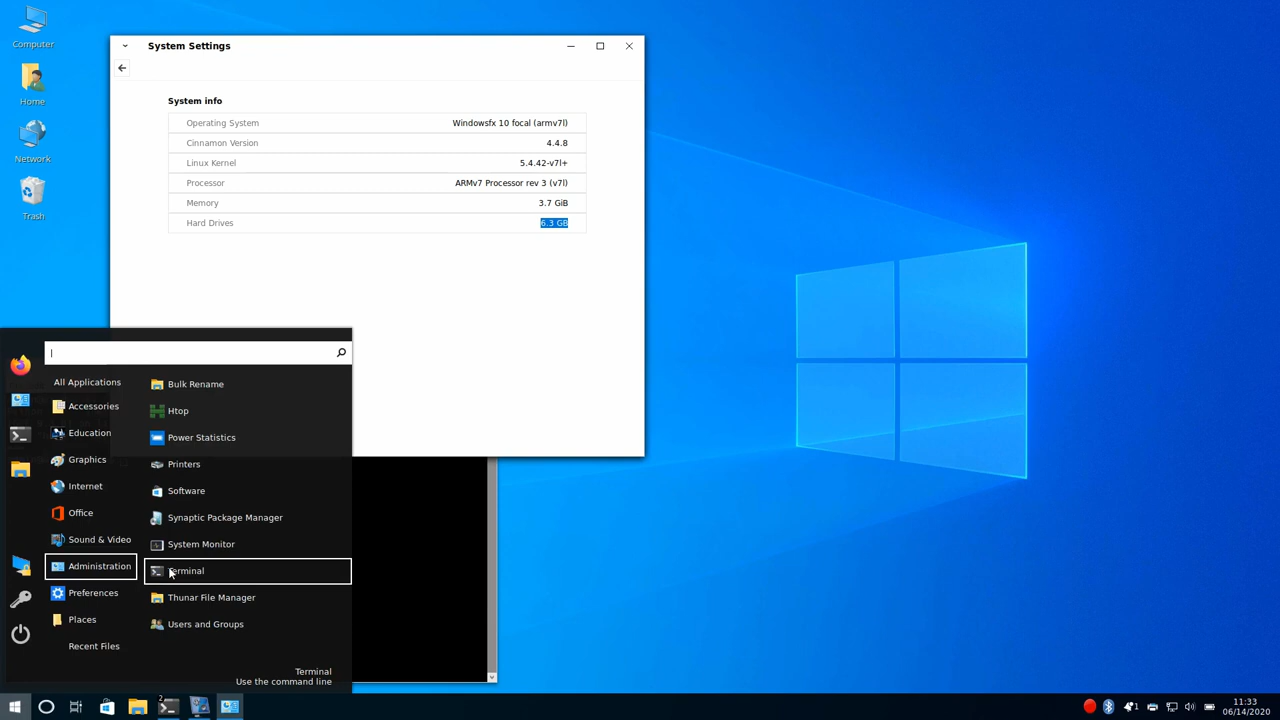 Computer
Home
Network
Trash
System Settings
System info
Operating System Windowsfx 10 focal (armv7l)
Cinnamon Version 4.4.8
Linux Kernel 5.4.42-v7l+
Processor ARMv7 Processor rev 3 (v7l)
Memory 3.7 GiB
Hard Drives 6.3 GB
All Applications
Accessories
Education
Graphics
Internet
Office
Sound & Video
Administration
Preferences
Places
Recent Files
Bulk Rename
Htop
Power Statistics
Printers
Software
Synaptic Package Manager
System Monitor
Terminal
Thunar File Manager
Users and Groups
Terminal
Use the command line
2
1
11:33
06/14/2020